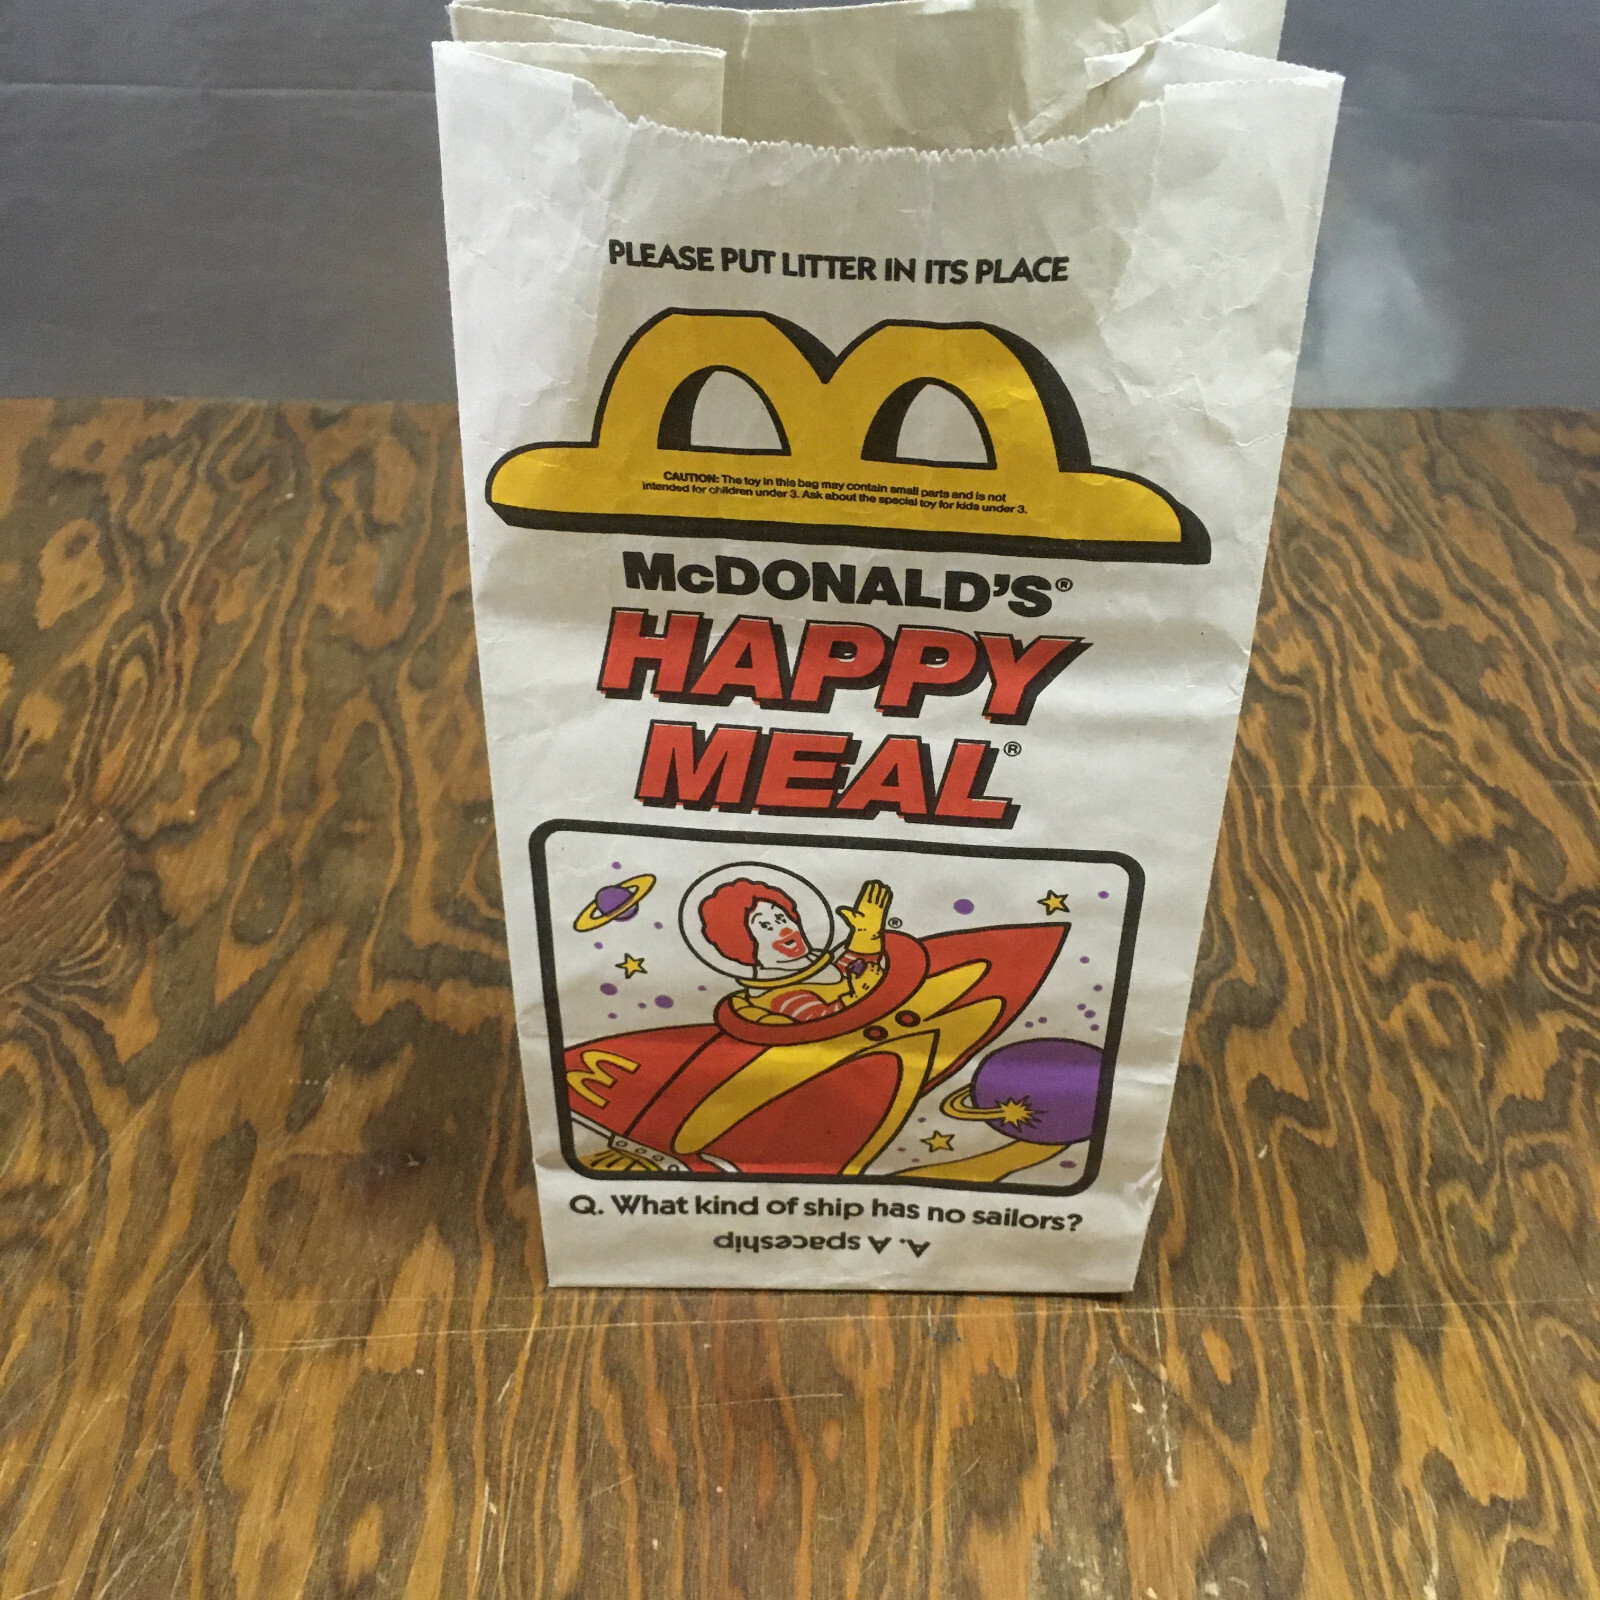 PLEASE PUT LITTER IN ITS PLACE
CAUTION: The toy in this bag may contain small parts and is not
intended for children under 3. Ask about the special toy for kids under 3.
McDONALD'S®
HAPPY
MEAL®
®
M
Q. What kind of ship has no sailors?
A. A spaceship